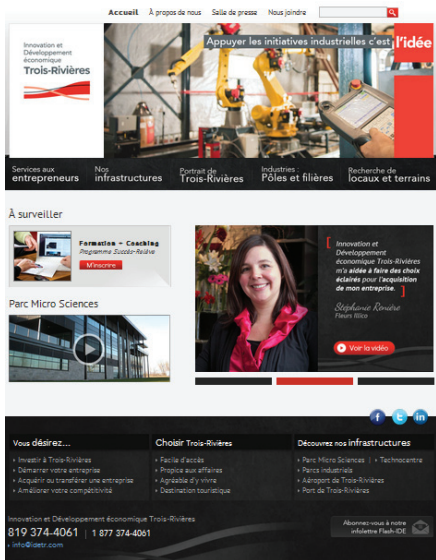 Accueil À propos de nous Salle de presse Nous joindre
Innovation et
Développement
économique
Trois-Rivières
Appuyer les initiatives industrielles c'est l'idée
Services aux
entrepreneurs
Nos
infrastructures
Portrait de
Trois-Rivières
Industries :
Pôles et filières
Recherche de
locaux et terrains
À surveiller
Formation + Coaching
Programme Succès-Relève
M'inscrire
Parc Micro Sciences
[ Innovation et
Développement
économique Trois-Rivières
m'a aidée à faire des choix
éclairés pour l'acquisition
de mon entreprise. ]
Stéphanie Renière
Fleurs Illico
Voir la vidéo
f t in
Vous désirez...
› Investir à Trois-Rivières
› Démarrer votre entreprise
› Acquérir ou transférer une entreprise
› Améliorer votre compétitivité
Choisir Trois-Rivières
› Facile d'accès
› Propice aux affaires
› Agréable d'y vivre
› Destination touristique
Découvrez nos infrastructures
› Parc Micro Sciences | › Technocentre
› Parcs industriels
› Aéroport de Trois-Rivières
› Port de Trois-Rivières
Innovation et Développement économique Trois-Rivières
819 374-4061 | 1 877 374-4061
› info@idetr.com
Abonnez-vous à notre
infolettre Flash-IDE